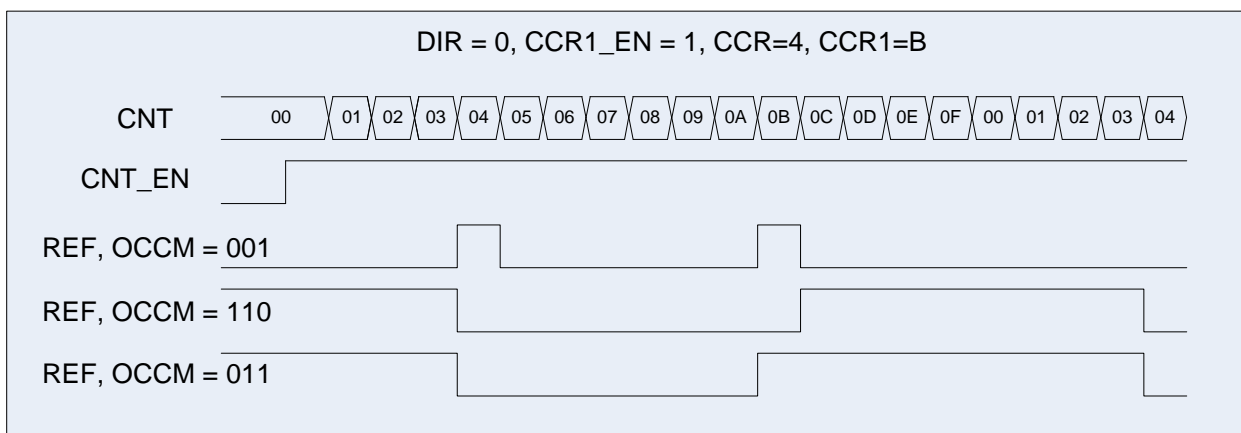 DIR = 0, CCR1_EN = 1, CCR=4, CCR1=B
CNT 00 01 02 03 04 05 06 07 08 09 0A 0B 0C 0D 0E 0F 00 01 02 03 04
CNT_EN
REF, OCCM = 001
REF, OCCM = 110
REF, OCCM = 011